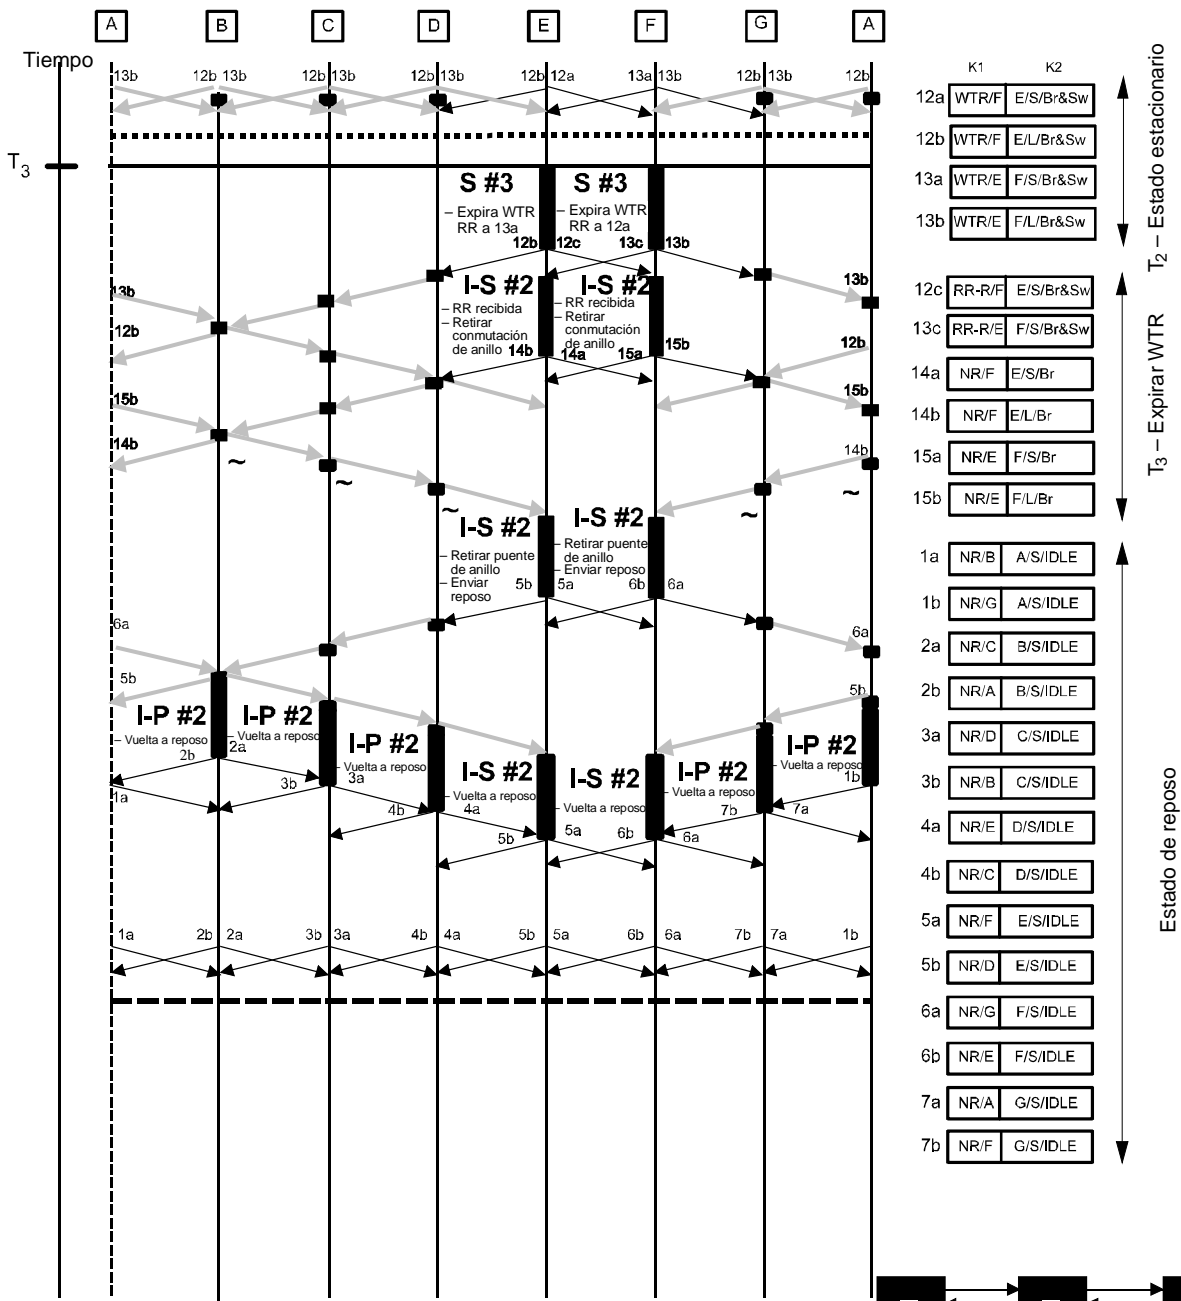 A B C D E F G A
Tiempo
13b 12b 13b 12b 13b 12b 13b 12b 12a 13a 13b 12b 13b 12b
T3
S #3 S #3
– Expira WTR
RR a 13a
– Expira WTR
RR a 12a
12b 12c 13c 13b
13b 13b
I-S #2 I-S #2
– RR recibida
– Retirar
conmutación
de anillo
– RR recibida
– Retirar
conmutación
de anillo
12b 12b
14b 14a 15a 15b
15b 15b
14b 14b
~ ~ ~ ~ ~
I-S #2 I-S #2
– Retirar puente
de anillo
– Enviar
reposo
– Retirar puente
de anillo
– Enviar reposo
5b 5a 6b 6a
6a 6a
5b 5b
I-P #2
– Vuelta a reposo
2b
I-P #2
– Vuelta a reposo
2a
I-P #2
– Vuelta a reposo
3a
I-S #2
– Vuelta a reposo
I-S #2
– Vuelta a reposo
I-P #2
– Vuelta a reposo
I-P #2
– Vuelta a reposo
1b
1a 3b 4b 4a 5b 5a 6b 6a 7b 7a
1a 2b 2a 3b 3a 4b 4a 5b 5a 6b 6a 7b 7a 1b
K1 K2
12a WTR/F E/S/Br&Sw
12b WTR/F E/L/Br&Sw
13a WTR/E F/S/Br&Sw
13b WTR/E F/L/Br&Sw
T2 – Estado estacionario
12c RR-R/F E/S/Br&Sw
13c RR-R/E F/S/Br&Sw
14a NR/F E/S/Br
14b NR/F E/L/Br
15a NR/E F/S/Br
15b NR/E F/L/Br
T3 – Expirar WTR
1a NR/B A/S/IDLE
1b NR/G A/S/IDLE
2a NR/C B/S/IDLE
2b NR/A B/S/IDLE
3a NR/D C/S/IDLE
3b NR/B C/S/IDLE
4a NR/E D/S/IDLE
4b NR/C D/S/IDLE
5a NR/F E/S/IDLE
5b NR/D E/S/IDLE
6a NR/G F/S/IDLE
6b NR/E F/S/IDLE
7a NR/A G/S/IDLE
7b NR/F G/S/IDLE
Estado de reposo